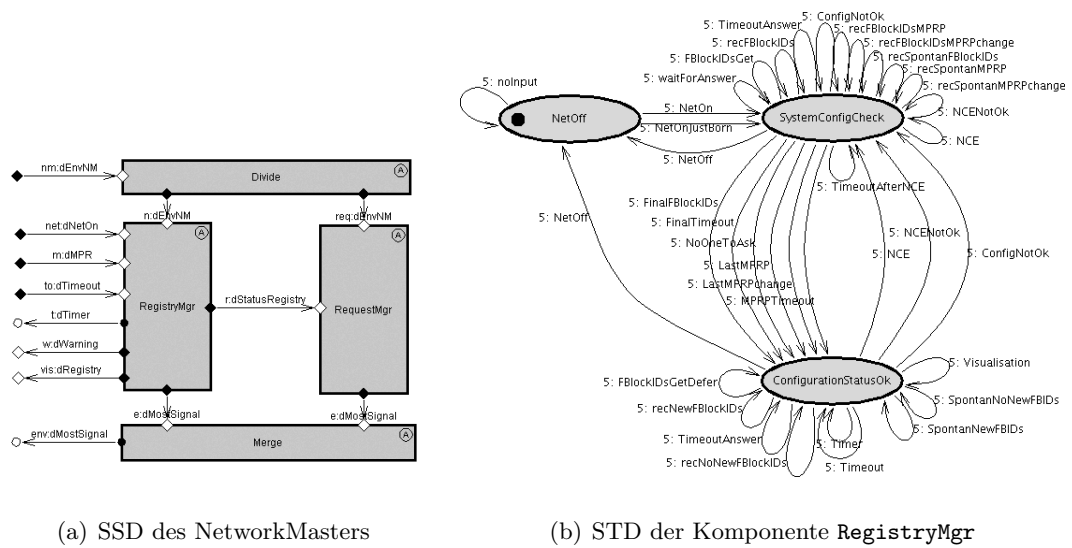 nm:dEnvNM
Divide
A
n:dEnvNM
req:dEnvNM
net:dNetOn
m:dMPR
to:dTimeout
t:dTimer
w:dWarning
vis:dRegistry
RegistryMgr
A
r:dStatusRegistry
RequestMgr
A
e:dMostSignal
e:dMostSignal
env:dMostSignal
Merge
A
(a) SSD des NetworkMasters
5: noInput
NetOff
5: NetOn
5: NetOnJustBorn
5: NetOff
5: waitForAnswer
5: FBlockIDsGet
5: recFBlockIDs
5: TimeoutAnswer
5: ConfigNotOk
5: recFBlockIDsMPRP
5: recFBlockIDsMPRPchange
5: recSpontanFBlockIDs
5: recSpontanMPRP
5: recSpontanMPRPchange
5: NCENotOk
5: NCE
SystemConfigCheck
5: TimeoutAfterNCE
5: NetOff
5: FinalFBlockIDs
5: FinalTimeout
5: NoOneToAsk
5: LastMPRP
5: LastMPRPchange
5: MPRPTimeout
5: NCENotOk
5: NCE
5: ConfigNotOk
ConfigurationStatusOk
5: FBlockIDsGetDefer
5: recNewFBlockIDs
5: TimeoutAnswer
5: recNoNewFBlockIDs
5: Timer
5: Timeout
5: Visualisation
5: SpontanNoNewFBIDs
5: SpontanNewFBIDs
(b) STD der Komponente RegistryMgr